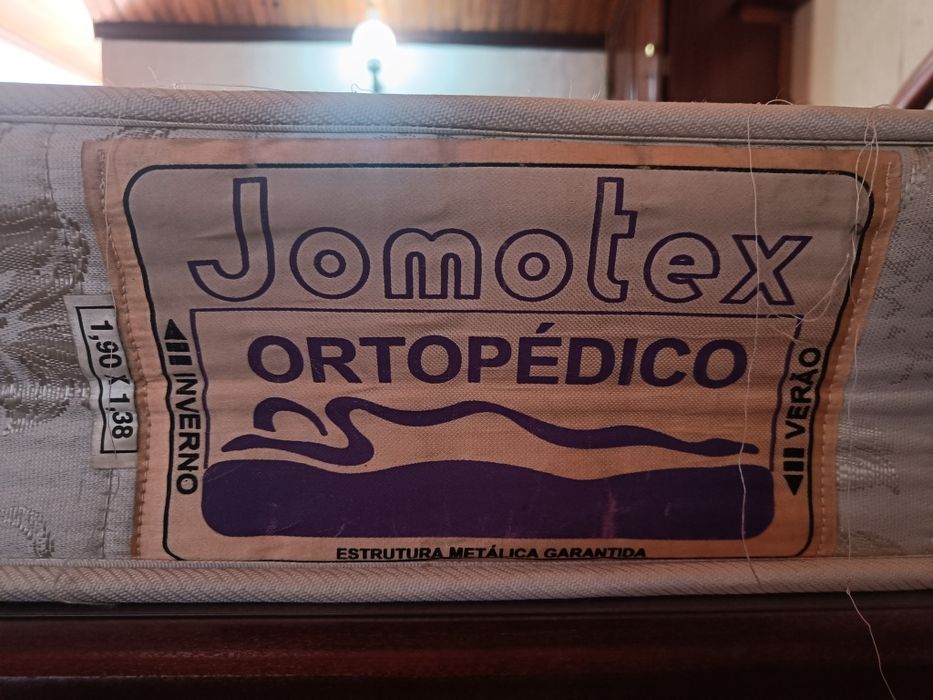 Jomotex
ORTOPÉDICO
1,90 X 1,38
INVERNO
VERÃO
ESTRUTURA METÁLICA GARANTIDA